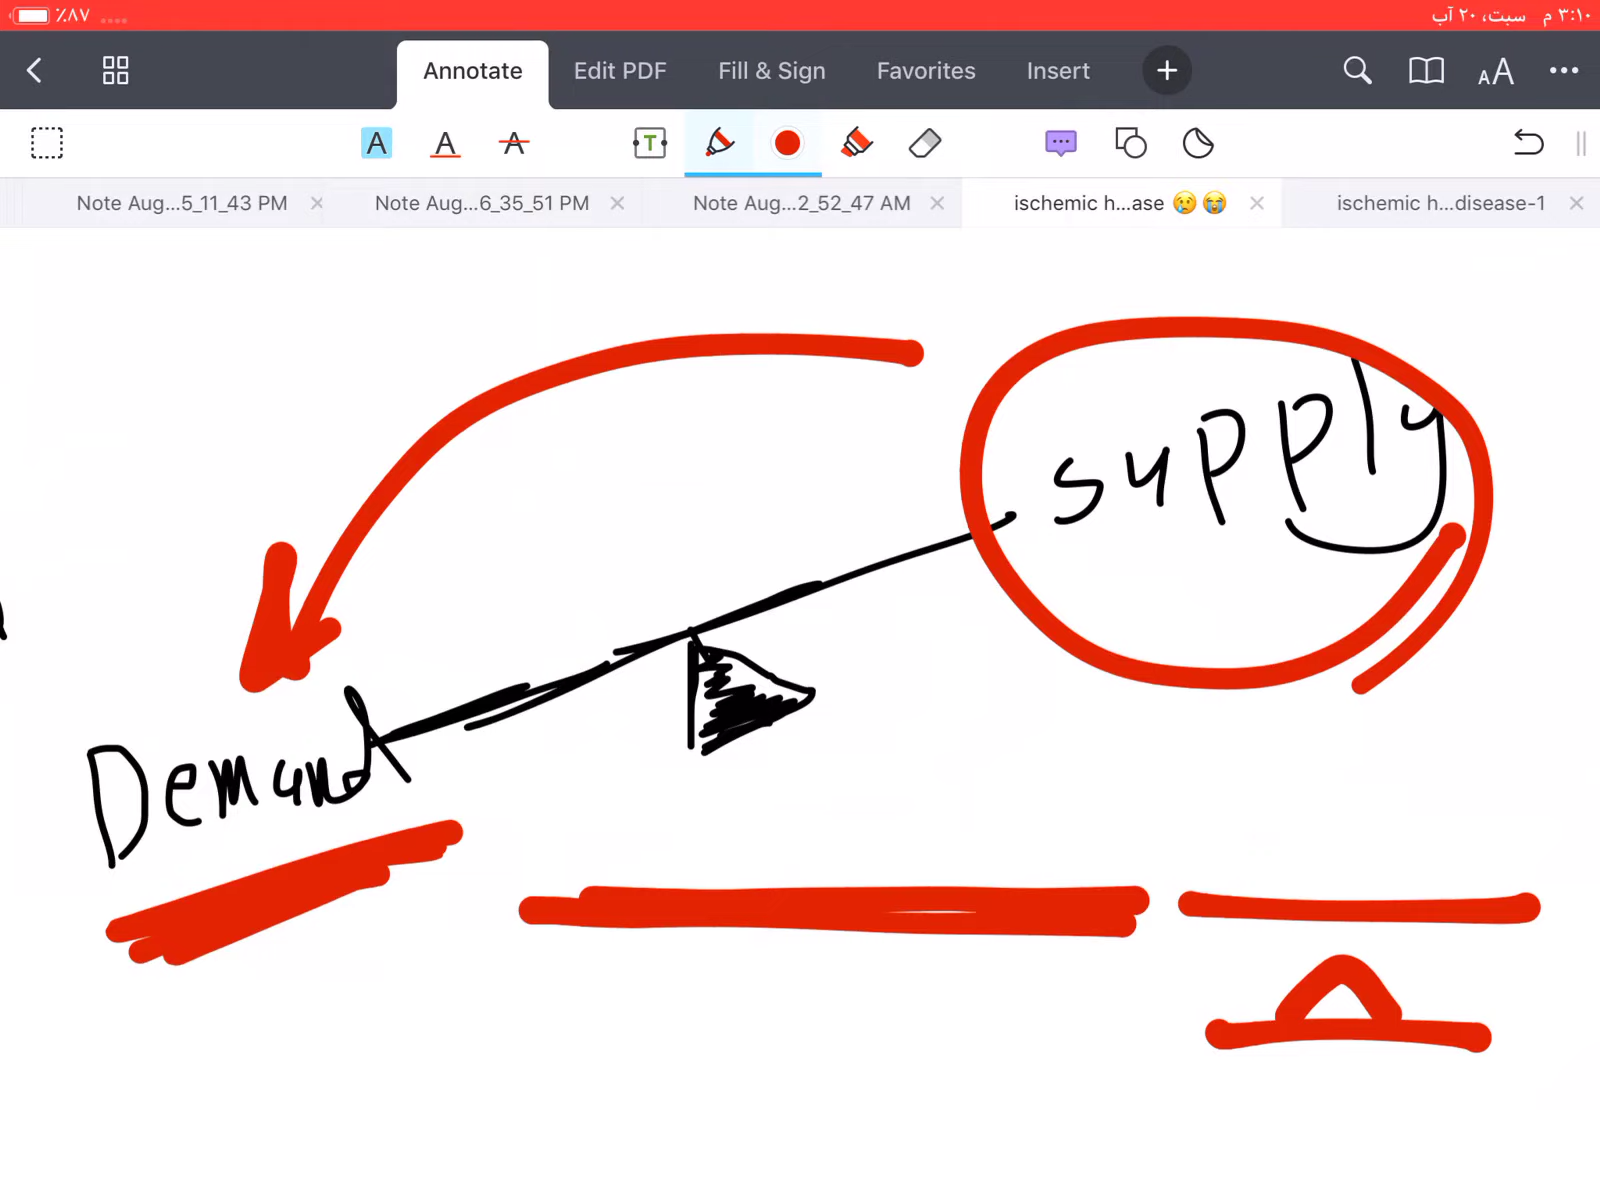 ٪٨٧
٣:١٠ م سبت، ٢٠ آب
Annotate Edit PDF Fill & Sign Favorites Insert
A A A T AA
Note Aug...5_11_43 PM Note Aug...6_35_51 PM Note Aug...2_52_47 AM ischemic h...ase 😢 😭 ischemic h...disease-1
supply
Demand